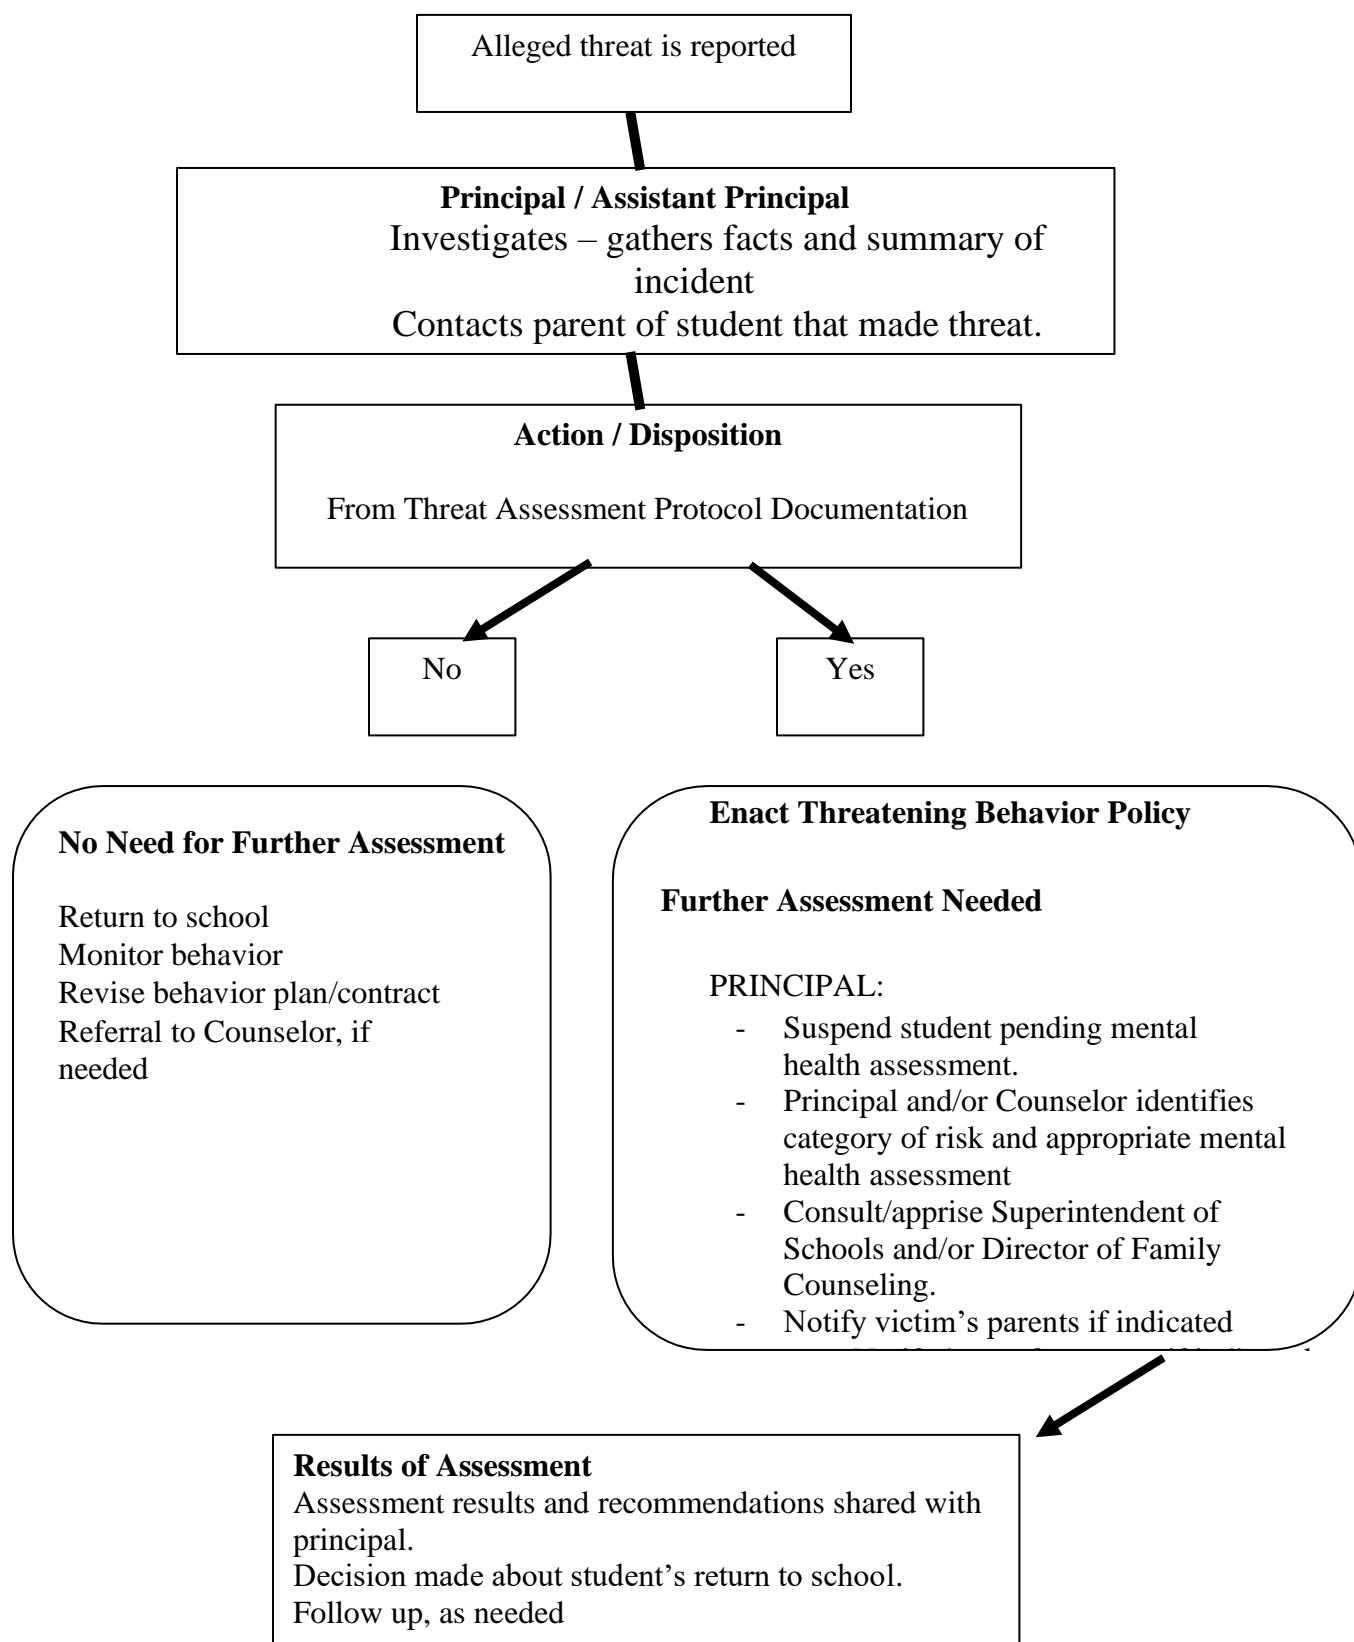 Alleged threat is reported
Principal / Assistant Principal
Investigates – gathers facts and summary of
incident
Contacts parent of student that made threat.
Action / Disposition
From Threat Assessment Protocol Documentation
No
Yes
No Need for Further Assessment
Return to school
Monitor behavior
Revise behavior plan/contract
Referral to Counselor, if
needed
Enact Threatening Behavior Policy
Further Assessment Needed
PRINCIPAL:
- Suspend student pending mental
health assessment.
- Principal and/or Counselor identifies
category of risk and appropriate mental
health assessment
- Consult/apprise Superintendent of
Schools and/or Director of Family
Counseling.
- Notify victim’s parents if indicated
Results of Assessment
Assessment results and recommendations shared with
principal.
Decision made about student’s return to school.
Follow up, as needed